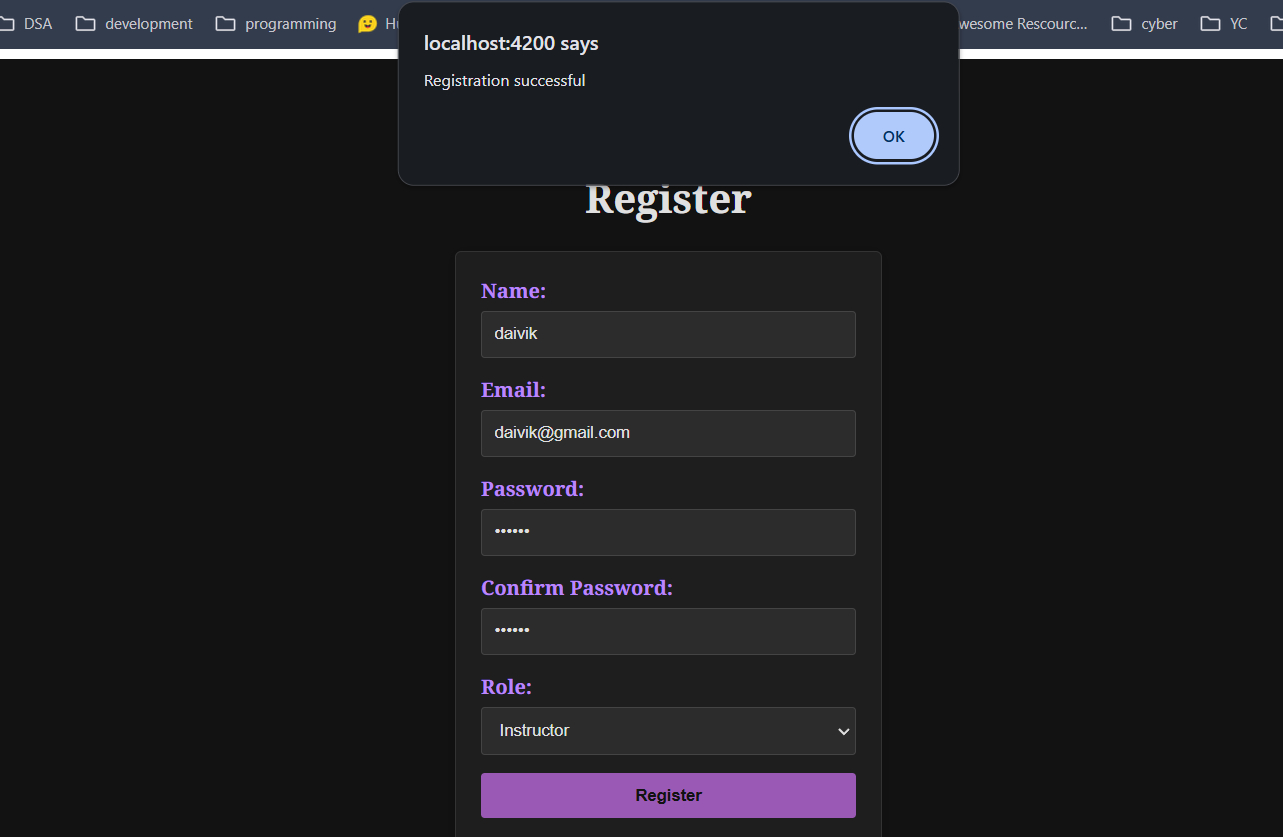 DSA development programming wesome Rescourc... cyber YC
localhost:4200 says
Registration successful
OK
Register
Name:
daivik
Email:
daivik@gmail.com
Password:
••••••
Confirm Password:
••••••
Role:
Instructor
Register